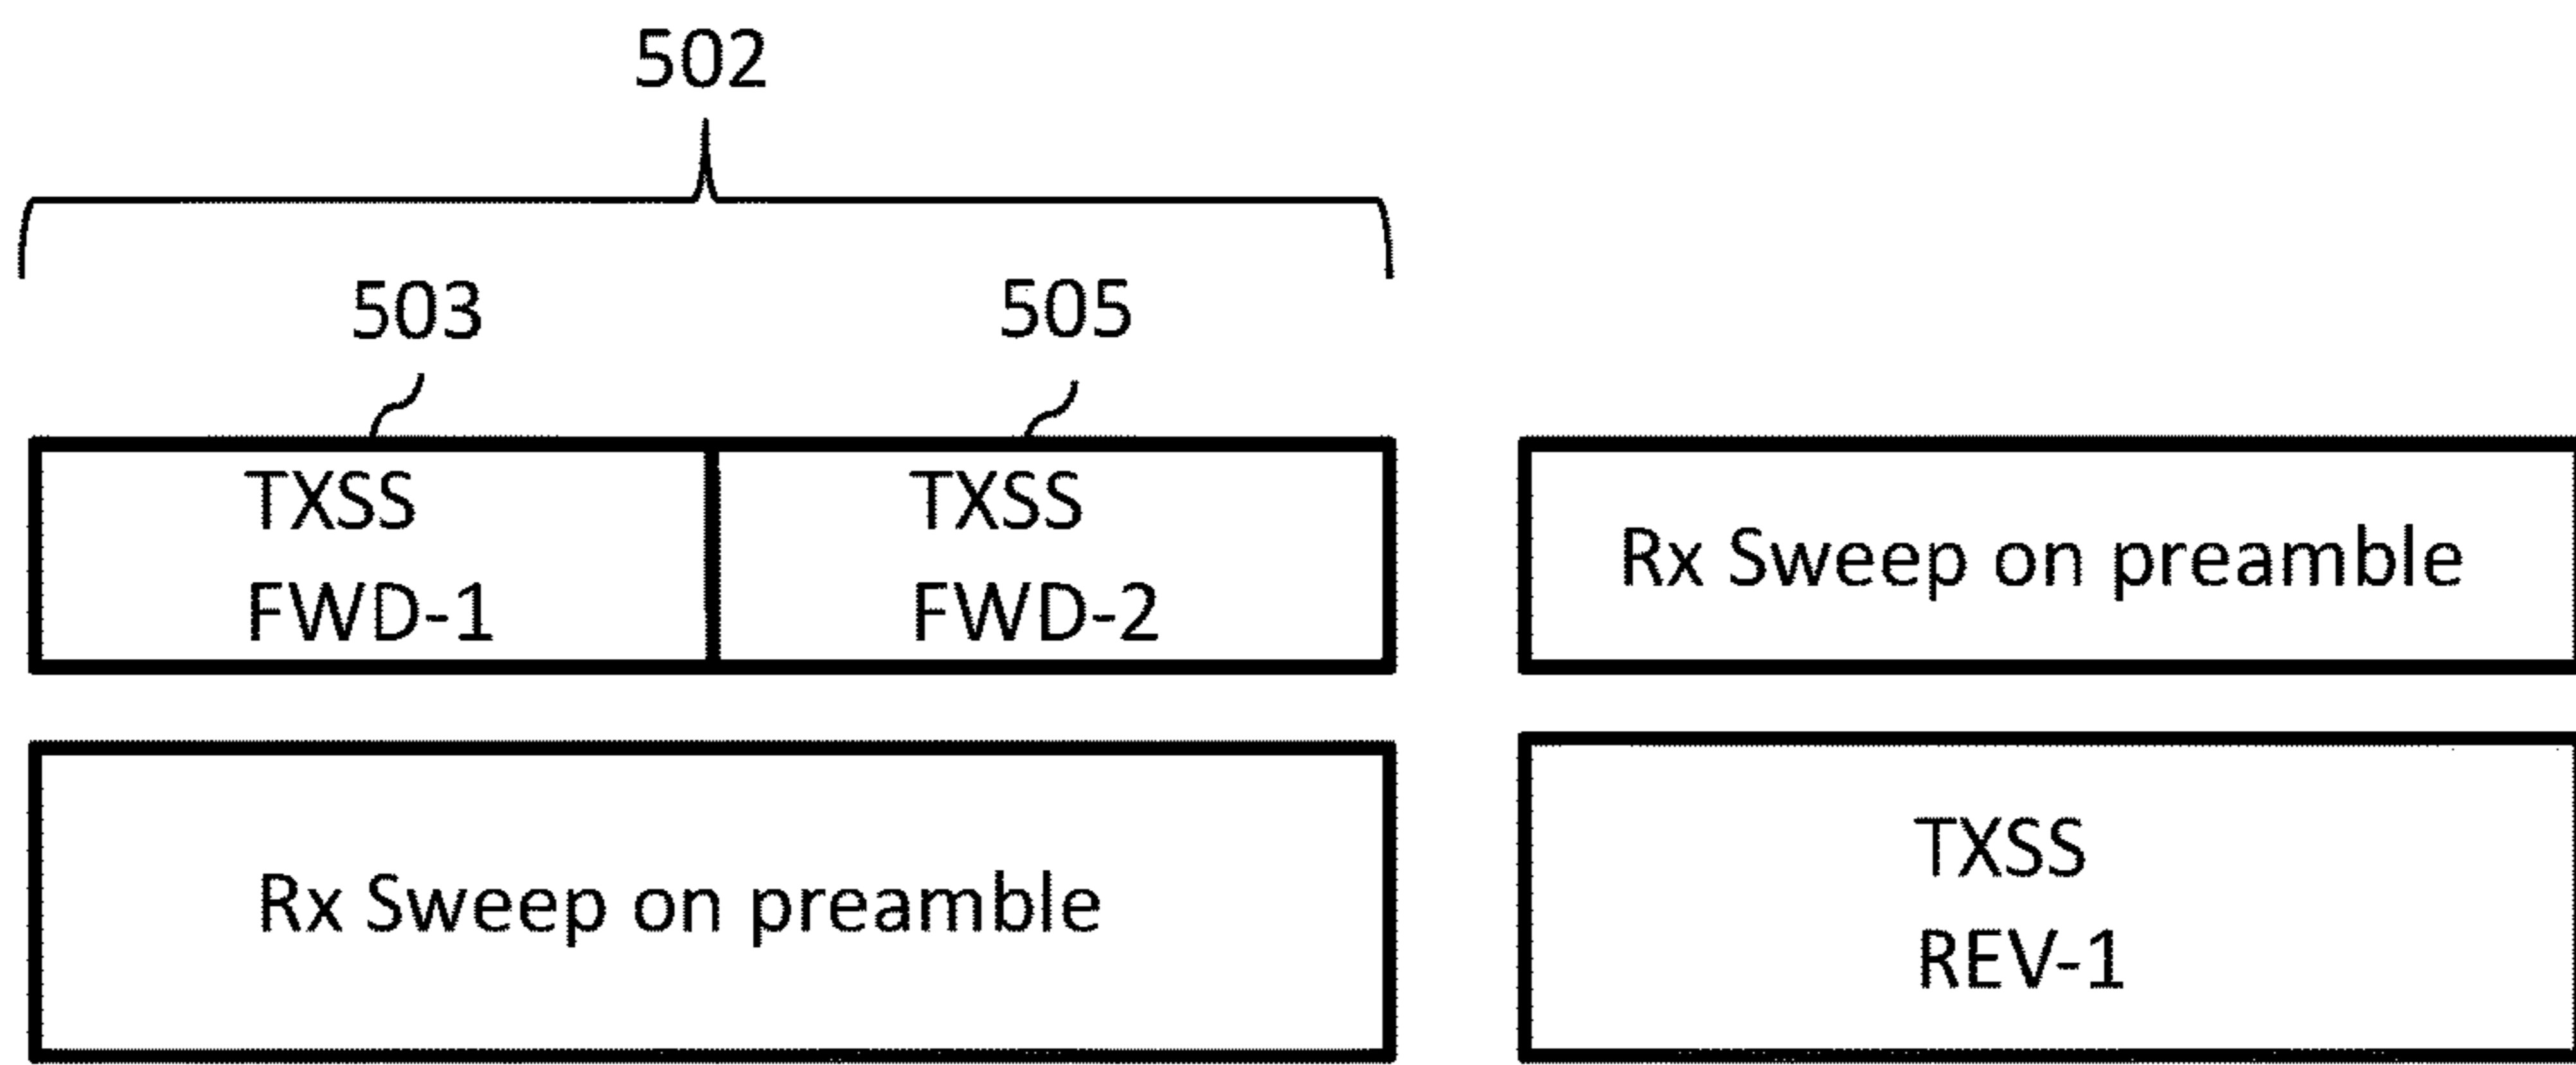 502
503
505
TXSS
FWD-1
TXSS
FWD-2
Rx Sweep on preamble
Rx Sweep on preamble
TXSS
REV-1